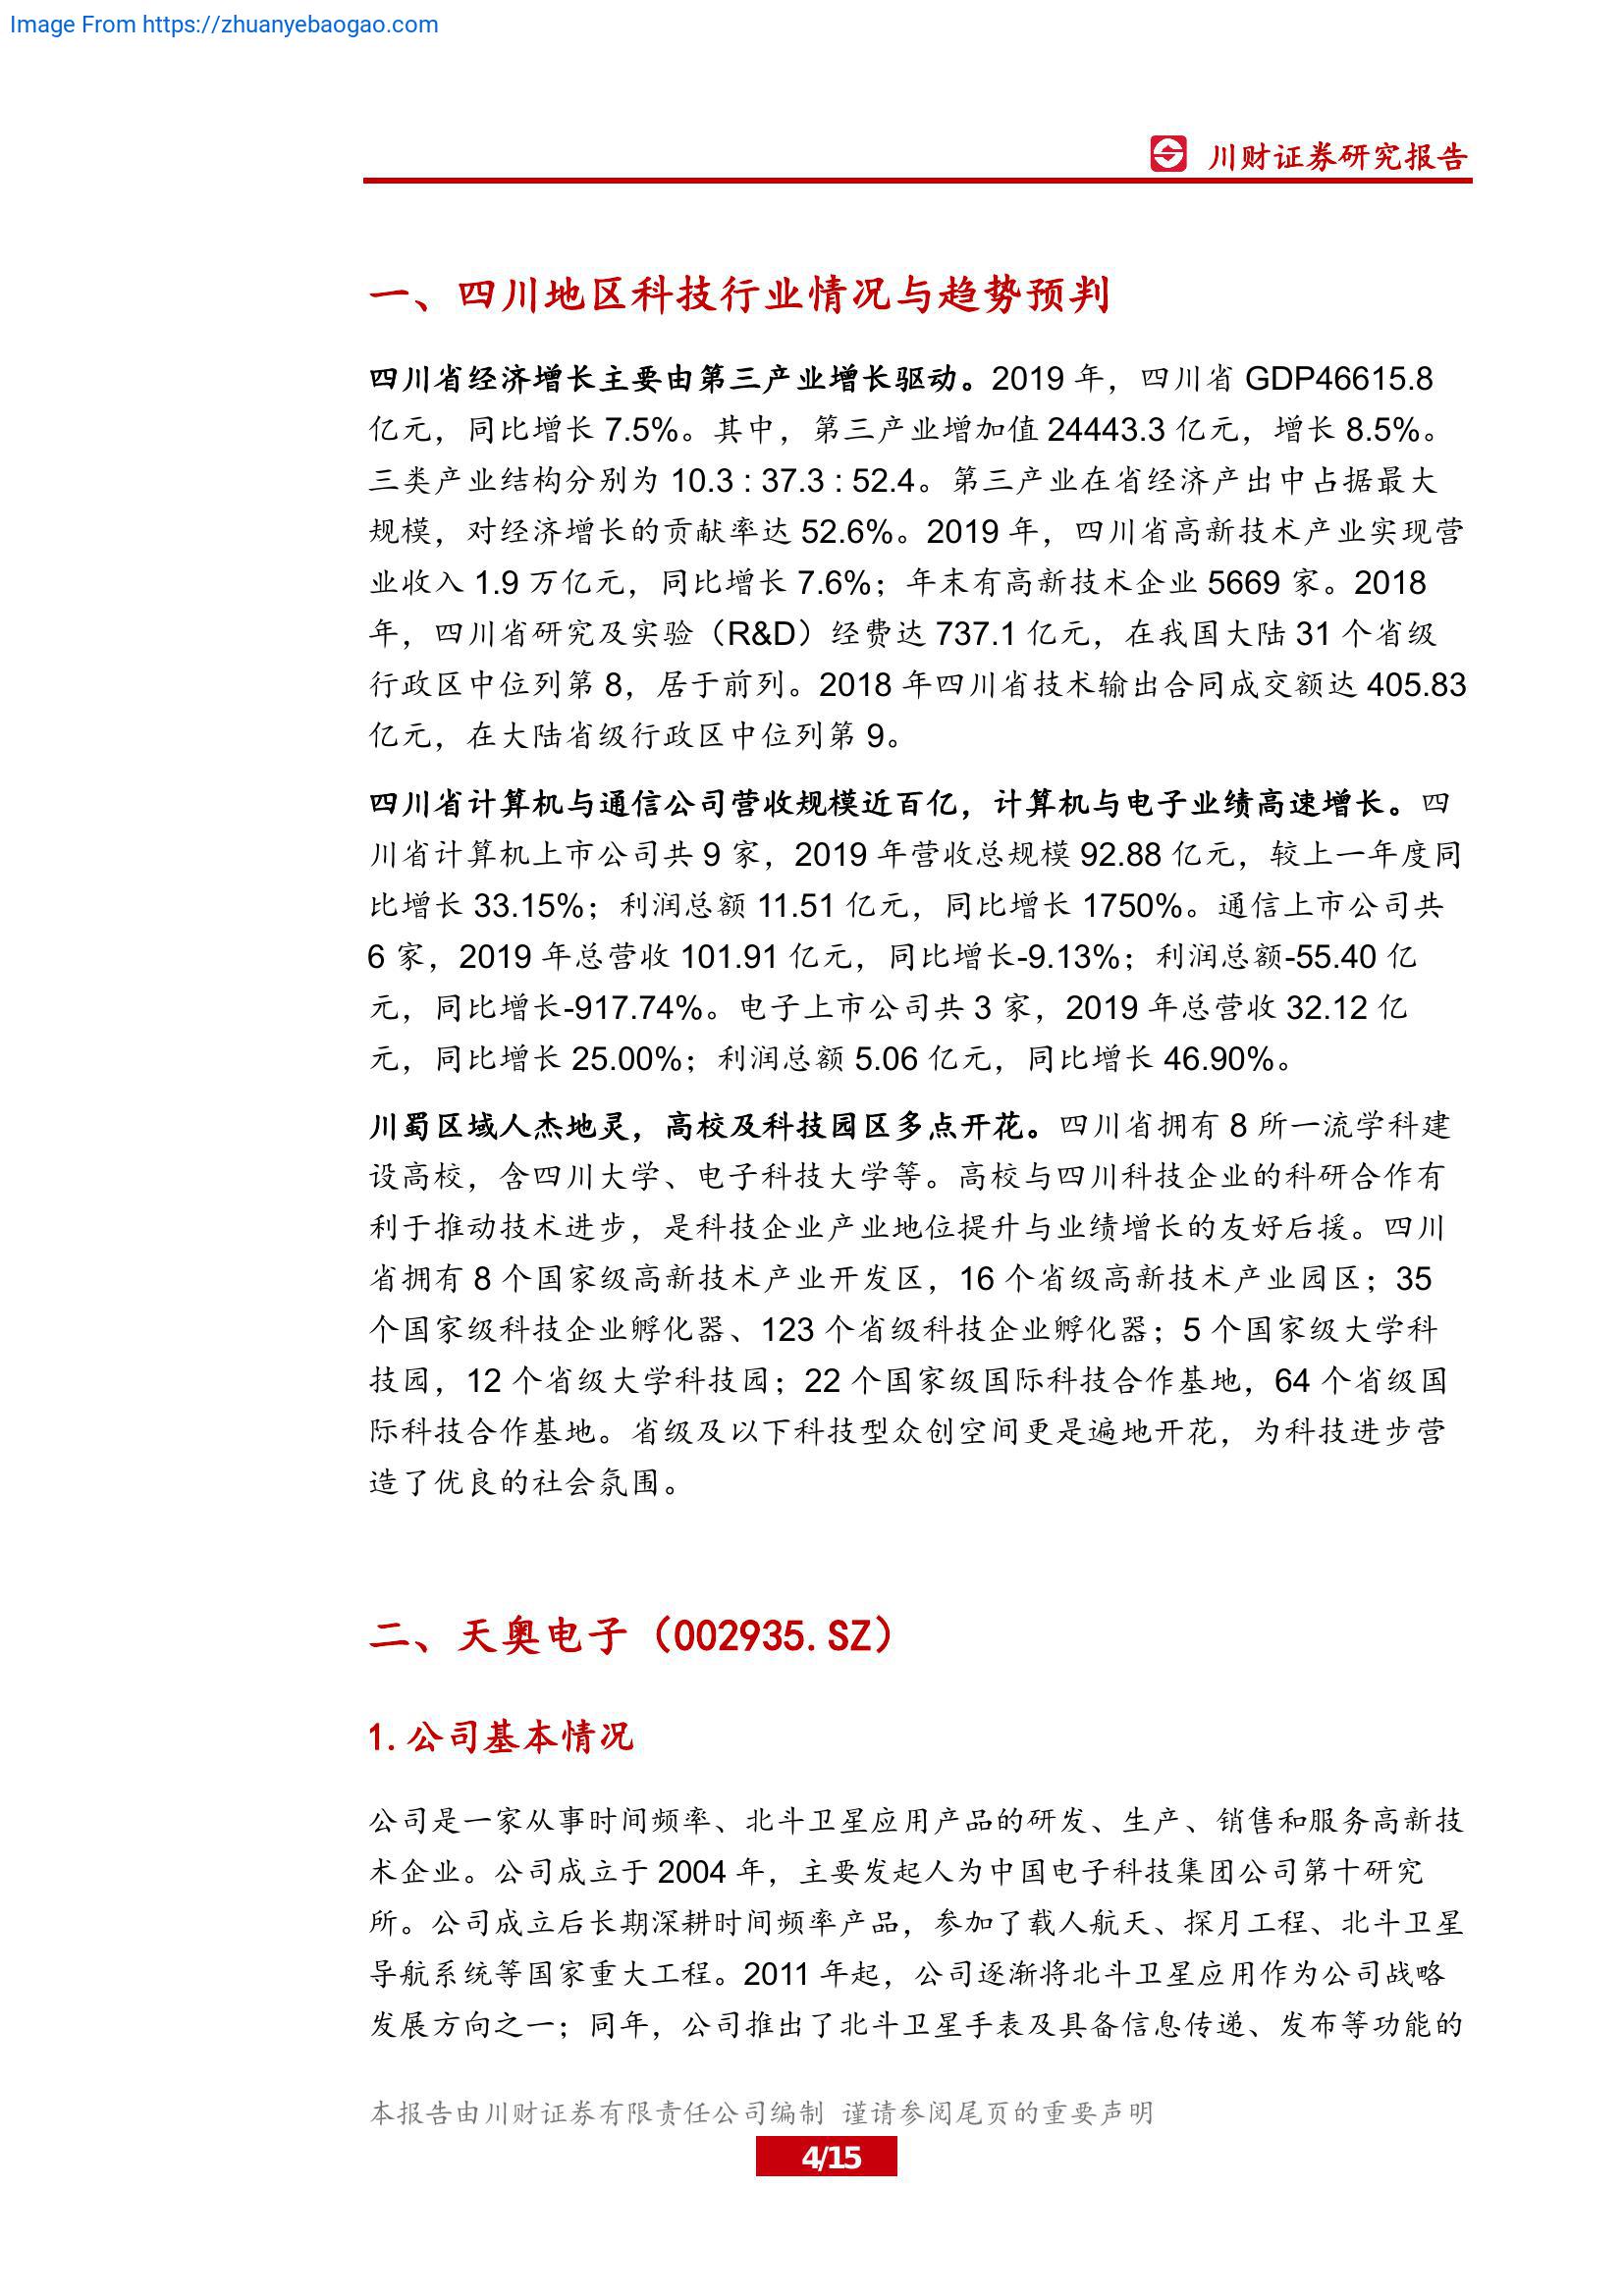 Image From https://zhuanyebaogao.com
川财证券研究报告
一、四川地区科技行业情况与趋势预判
四川省经济增长主要由第三产业增长驱动。2019 年，四川省 GDP46615.8
亿元，同比增长 7.5%。其中，第三产业增加值 24443.3 亿元，增长 8.5%。
三类产业结构分别为 10.3 : 37.3 : 52.4。第三产业在省经济产出中占据最大
规模，对经济增长的贡献率达 52.6%。2019 年，四川省高新技术产业实现营
业收入 1.9 万亿元，同比增长 7.6%；年末有高新技术企业 5669 家。2018
年，四川省研究及实验（R&D）经费达 737.1 亿元，在我国大陆 31 个省级
行政区中位列第 8，居于前列。2018 年四川省技术输出合同成交额达 405.83
亿元，在大陆省级行政区中位列第 9。
四川省计算机与通信公司营收规模近百亿，计算机与电子业绩高速增长。四
川省计算机上市公司共 9 家，2019 年营收总规模 92.88 亿元，较上一年度同
比增长 33.15%；利润总额 11.51 亿元，同比增长 1750%。通信上市公司共
6 家，2019 年总营收 101.91 亿元，同比增长-9.13%；利润总额-55.40 亿
元，同比增长-917.74%。电子上市公司共 3 家，2019 年总营收 32.12 亿
元，同比增长 25.00%；利润总额 5.06 亿元，同比增长 46.90%。
川蜀区域人杰地灵，高校及科技园区多点开花。四川省拥有 8 所一流学科建
设高校，含四川大学、电子科技大学等。高校与四川科技企业的科研合作有
利于推动技术进步，是科技企业产业地位提升与业绩增长的友好后援。四川
省拥有 8 个国家级高新技术产业开发区，16 个省级高新技术产业园区；35
个国家级科技企业孵化器、123 个省级科技企业孵化器；5 个国家级大学科
技园，12 个省级大学科技园；22 个国家级国际科技合作基地，64 个省级国
际科技合作基地。省级及以下科技型众创空间更是遍地开花，为科技进步营
造了优良的社会氛围。
二、天奥电子（002935.SZ）
1.公司基本情况
公司是一家从事时间频率、北斗卫星应用产品的研发、生产、销售和服务高新技
术企业。公司成立于 2004 年，主要发起人为中国电子科技集团公司第十研究
所。公司成立后长期深耕时间频率产品，参加了载人航天、探月工程、北斗卫星
导航系统等国家重大工程。2011 年起，公司逐渐将北斗卫星应用作为公司战略
发展方向之一；同年，公司推出了北斗卫星手表及具备信息传递、发布等功能的
本报告由川财证券有限责任公司编制 谨请参阅尾页的重要声明
4/15